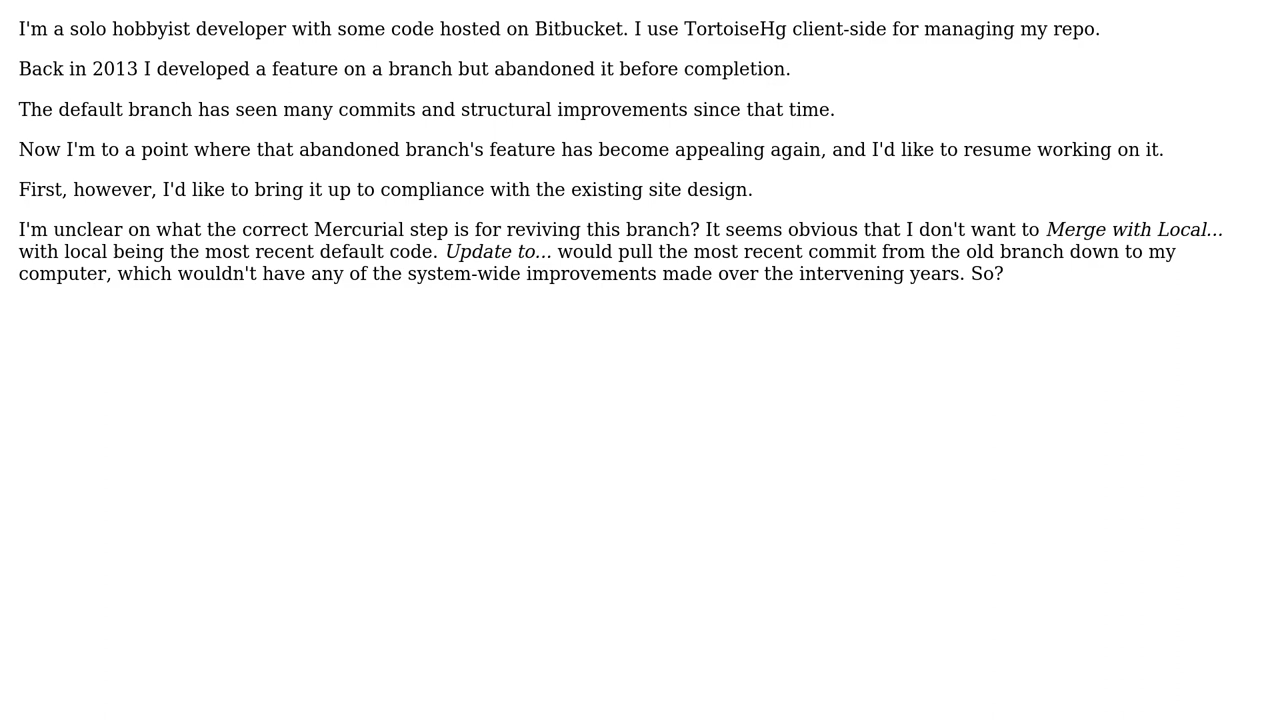 I'm a solo hobbyist developer with some code hosted on Bitbucket. I use TortoiseHg client-side for managing my repo.
Back in 2013 I developed a feature on a branch but abandoned it before completion.
The default branch has seen many commits and structural improvements since that time.
Now I'm to a point where that abandoned branch's feature has become appealing again, and I'd like to resume working on it.
First, however, I'd like to bring it up to compliance with the existing site design.
I'm unclear on what the correct Mercurial step is for reviving this branch? It seems obvious that I don't want to Merge with Local...
with local being the most recent default code. Update to... would pull the most recent commit from the old branch down to my
computer, which wouldn't have any of the system-wide improvements made over the intervening years. So?